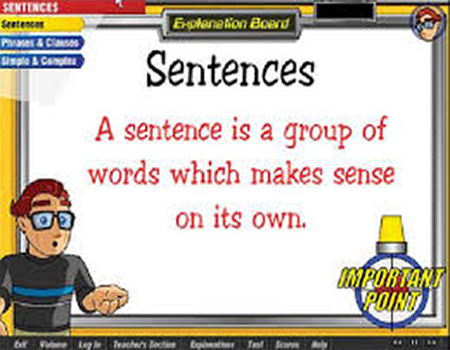 SENTENCES
Sentences
Phrases & Clauses
Simple & Complex
Explanation Board
Sentences
A sentence is a group of
words which makes sense
on its own.
IMPORTANT
POINT
Exit Volume Log In Teacher's Section Explanations Test Scores Help